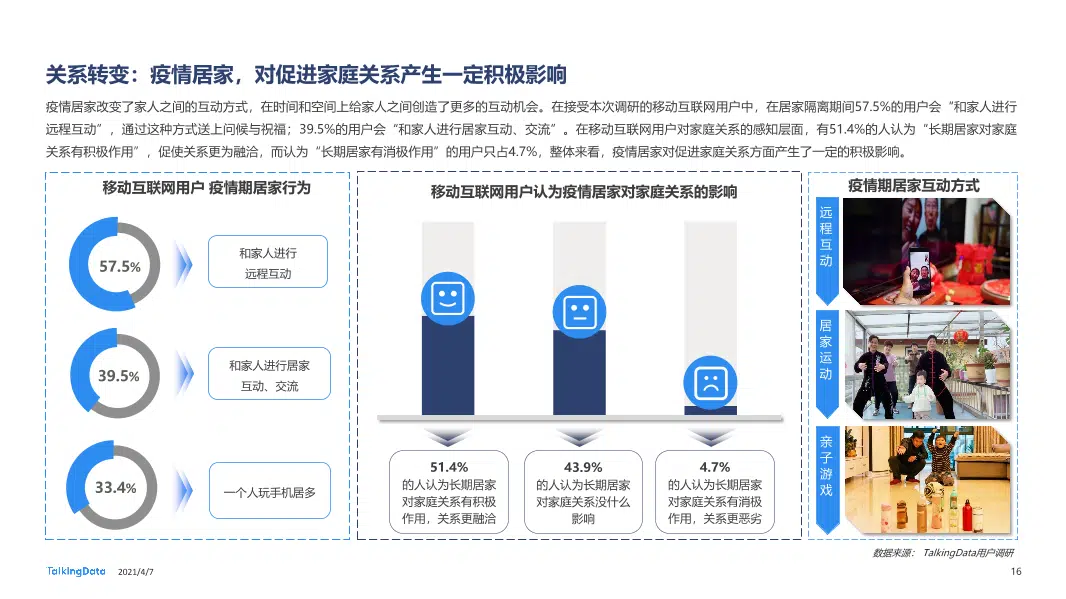 关系转变：疫情居家，对促进家庭关系产生一定积极影响
疫情居家改变了家人之间的互动方式，在时间和空间上给家人之间创造了更多的互动机会。在接受本次调研的移动互联网用户中，在居家隔离期间57.5%的用户会“和家人进行
远程互动”，通过这种方式送上问候与祝福；39.5%的用户会“和家人进行居家互动、交流”。在移动互联网用户对家庭关系的感知层面，有51.4%的人认为“长期居家对家庭
关系有积极作用”，促使关系更为融洽，而认为“长期居家有消极作用”的用户只占4.7%，整体来看，疫情居家对促进家庭关系方面产生了一定的积极影响。
移动互联网用户 疫情期居家行为
57.5%
和家人进行
远程互动
39.5%
和家人进行居家
互动、交流
33.4%
一个人玩手机居多
移动互联网用户认为疫情居家对家庭关系的影响
51.4%
的人认为长期居家
对家庭关系有积极
作用，关系更融洽
43.9%
的人认为长期居家
对家庭关系没什么
影响
4.7%
的人认为长期居家
对家庭关系有消极
作用，关系更恶劣
疫情期居家互动方式
远程互动
居家运动
亲子游戏
数据来源： TalkingData用户调研
TalkingData 2021/4/7
16